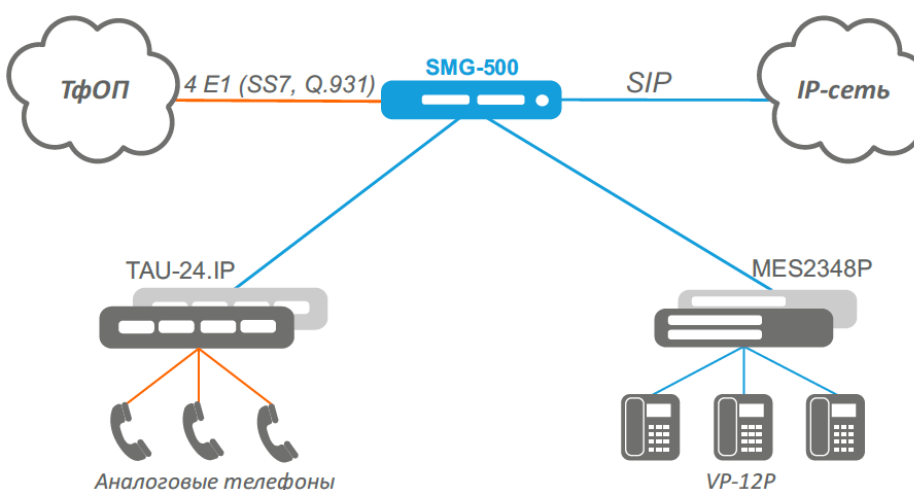 SMG-500
ТфОП
4 E1 (SS7, Q.931)
SIP
IP-сеть
TAU-24.IP
MES2348P
Аналоговые телефоны
VP-12P